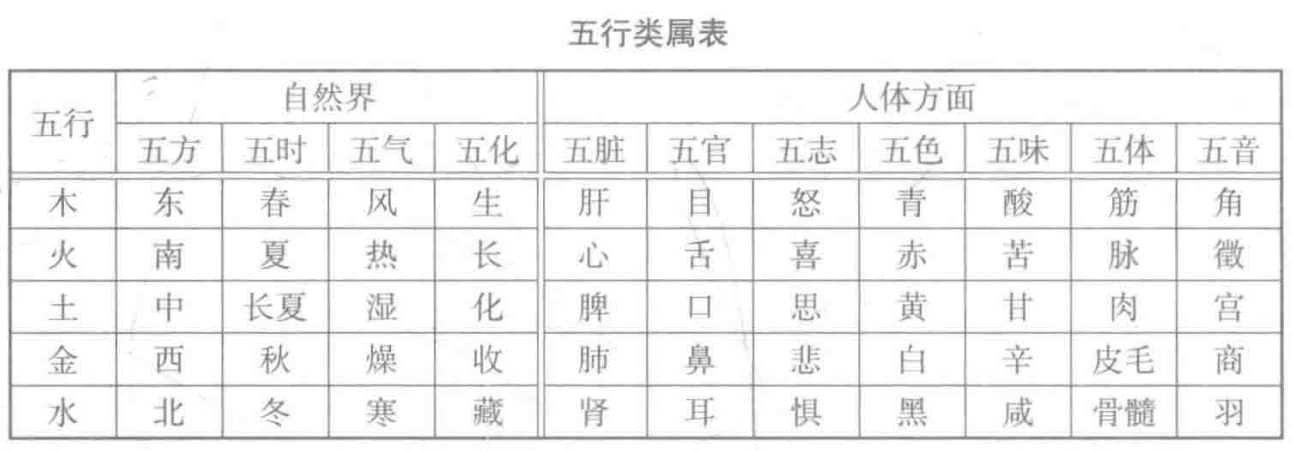 五行类属表
五行 自然界 人体方面
五方 五时 五气 五化 五脏 五官 五志 五色 五味 五体 五音
木 东 春 风 生 肝 目 怒 青 酸 筋 角
火 南 夏 热 长 心 舌 喜 赤 苦 脉 徵
土 中 长夏 湿 化 脾 口 思 黄 甘 肉 宫
金 西 秋 燥 收 肺 鼻 悲 白 辛 皮毛 商
水 北 冬 寒 藏 肾 耳 惧 黑 咸 骨髓 羽